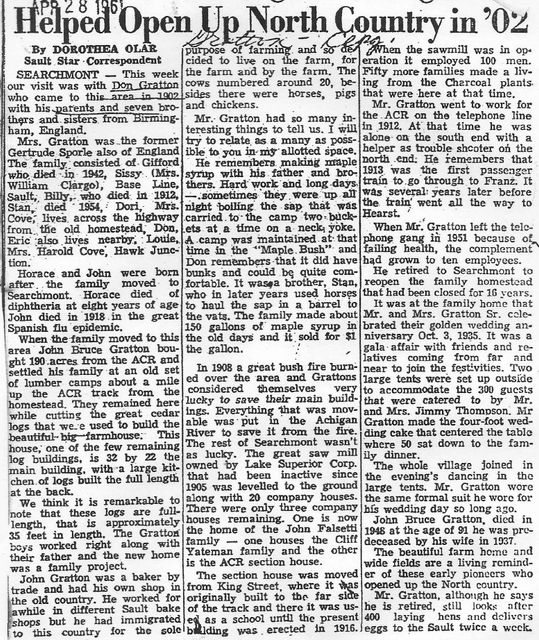 APR 28 1961
Helped Open Up North Country in '02
Gratton - Copy.
By DOROTHEA OLAR
Sault Star Correspondent
SEARCHMONT — This week
our visit was with Don Gratton
who came to this area in 1902
with his parents and seven bro-
thers and sisters from Birming-
ham, England.
Mrs. Gratton was the former
Gertrude Sporle also of England
The family consisted of Gifford
who died in 1942, Sissy (Mrs.
William Clargo), Base Line,
Sault, Billy, who died in 1912,
Stan, died in 1954, Dori, Mrs.
Cove, lives across the highway
from the old homestead, Don,
Eric also lives nearby, Louie,
Mrs. Harold Cove, Hawk Junc-
tion.
Horace and John were born
after the family moved to
Searchmont. Horace died of
diphtheria at eight years of age
John died in 1918 in the great
Spanish flu epidemic.
When the family moved to this
area John Bruce Gratton bou-
ght 190 acres from the ACR and
settled his family at an old set
of lumber camps about a mile
up the ACR track from the
homestead. They remained here
while cutting the great cedar
logs that were used to build the
beautiful big farmhouse. This
house, one of the few remaining
log buildings, is 32 by 22 the
main building, with a large kit-
chen of logs built the full length
at the back.
We think it is remarkable to
note that these logs are full-
length, that is approximately
35 feet in length. The Gratton
boys worked right along with
their father and the new home
was a family project.
John Gratton was a baker by
trade and had his own shop in
the old country. He worked for
awhile in different Sault bake
shops but he had immigrated
to this country for the sole
purpose of farming and so de-
cided to live on the farm, for
the farm and by the farm. The
cows numbered around 20, be-
sides there were horses, pigs
and chickens.
Mr. Gratton had so many in-
teresting things to tell us. I will
try to relate as a many as pos-
sible to you in my allotted space.
He remembers making maple
syrup with his father and bro-
thers. Hard work and long days
— sometimes they were up all
night boiling the sap that was
carried to the camp two buck-
ets at a time on a neck yoke.
A camp was maintained at that
time in the "Maple Bush" and
Don remembers that it did have
bunks and could be quite com-
fortable. It was a brother, Stan,
who in later years used horses
to haul the sap in a barrel to
the vats. The family made about
150 gallons of maple syrup in
the old days and it sold for $1
the gallon.
In 1908 a great bush fire bur-
ned over the area and Grattons
considered themselves very
lucky to save their main build-
ings. Everything that was mov-
able was put in the Achigan
River to save it from the fire.
The rest of Searchmont wasn't
as lucky. The great saw mill
owned by Lake Superior Corp.
that had been inactive since
1905 was levelled to the ground
along with 20 company houses.
There were only three company
houses remaining. One is now
the home of the John Falsetti
family — one houses the Cliff
Yateman family and the other
is the ACR section house.
The section house was moved
from King Street, where it was
originally built to the far side
of the track and there it was us-
ed as a school until the present
building was erected in 1916.
When the sawmill was in op-
eration it employed 100 men.
Fifty more families made a liv-
ing from the Charcoal plants
that were here at that time.
Mr. Gratton went to work for
the ACR on the telephone line
in 1912. At that time he was
alone on the south end with a
helper as trouble shooter on the
north end. He remembers that
1913 was the first passenger
train to go through to Franz. It
was several years later before
the train went all the way to
Hearst.
When Mr. Gratton left the tele-
phone gang in 1951 because of
failing health, the complement
had grown to ten employees.
He retired to Searchmont to
reopen the family homestead
that had been closed for 16 years.
It was at the family home that
Mr. and Mrs. Gratton Sr. cele-
brated their golden wedding an-
niversary Oct. 3, 1935. It was a
gala affair with friends and re-
latives coming from far and
near to join the festivities. Two
large tents were set up outside
to accommodate the 300 guests
that were catered to by Mr.
and Mrs. Jimmy Thompson. Mr
Gratton made the four-foot wed-
ding cake that centered the table
where 50 sat down to the fam-
ily dinner.
The whole village joined in
the evening's dancing in the
large tents. Mr. Gratton wore
the same formal suit he wore for
his wedding day so long ago.
John Bruce Gratton, died in
1948 at the age of 91 he was pre-
deceased by his wife in 1937.
The beautiful farm home and
wide fields are a living remind-
er of these early pioneers who
opened up the North country.
Mr. Gratton, although he says
he is retired, still looks after
400 laying hens and delivers
eggs to the Sault twice a week.